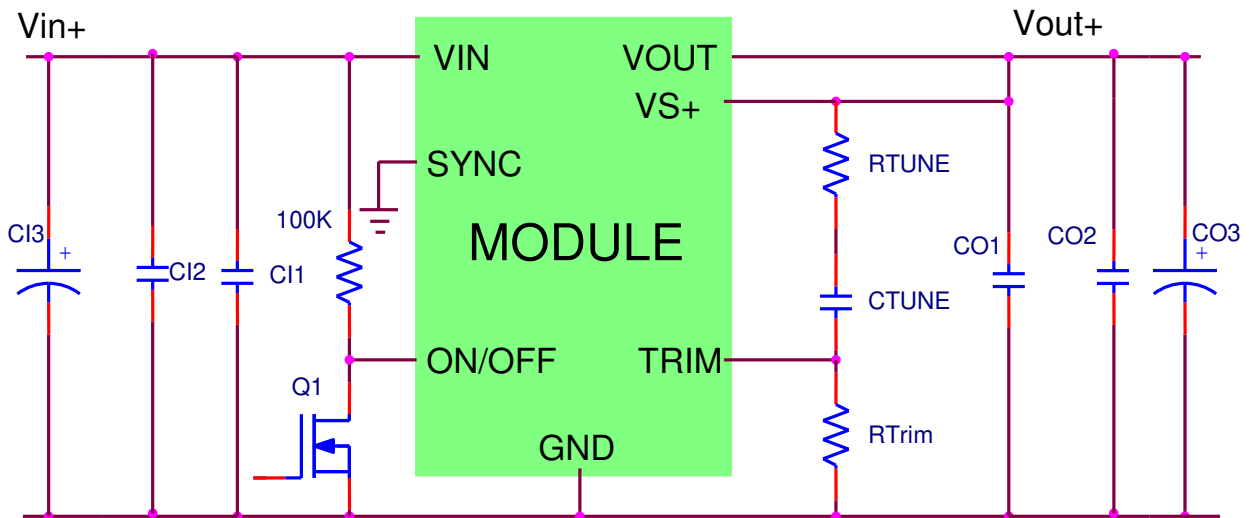 Vin+
Vout+
VIN
VOUT
VS+
SYNC
RTUNE
100K
CI3
+
CI2
CI1
MODULE
CO1
CO2
CO3
+
CTUNE
ON/OFF
TRIM
Q1
RTrim
GND